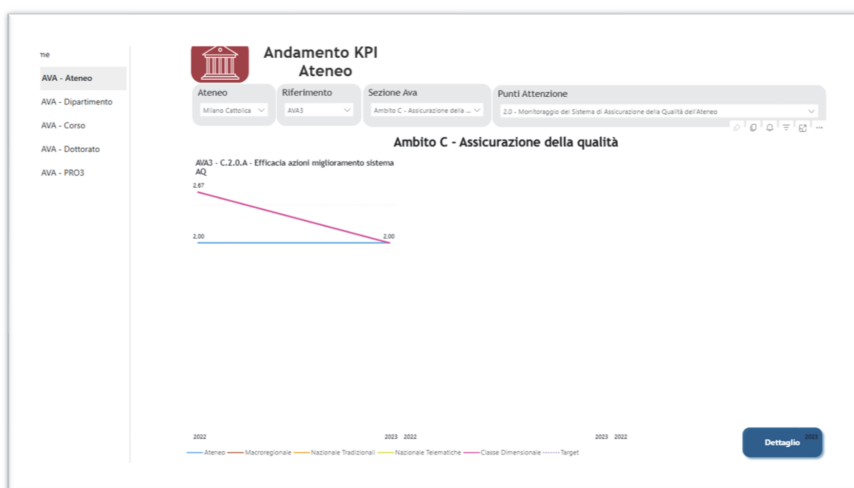 me
AVA - Ateneo
AVA - Dipartimento
AVA - Corso
AVA - Dottorato
AVA - PRO3
Andamento KPI
Ateneo
Ateneo
Riferimento
Sezione Ava
Punti Attenzione
Milano Cattolica
AVA3
Ambito C - Assicurazione della ...
2.0 - Monitoraggio del Sistema di Assicurazione della Qualità dell'Ateneo
Ambito C - Assicurazione della qualità
AVA3 - C.2.0.A - Efficacia azioni miglioramento sistema
AQ
2.67
2.00
2.00
2022
2023 2022
2023 2022
2023
Dettaglio
Ateneo Macroregionale Nazionale Tradizionali Nazionale Telematiche Classe Dimensionale Target